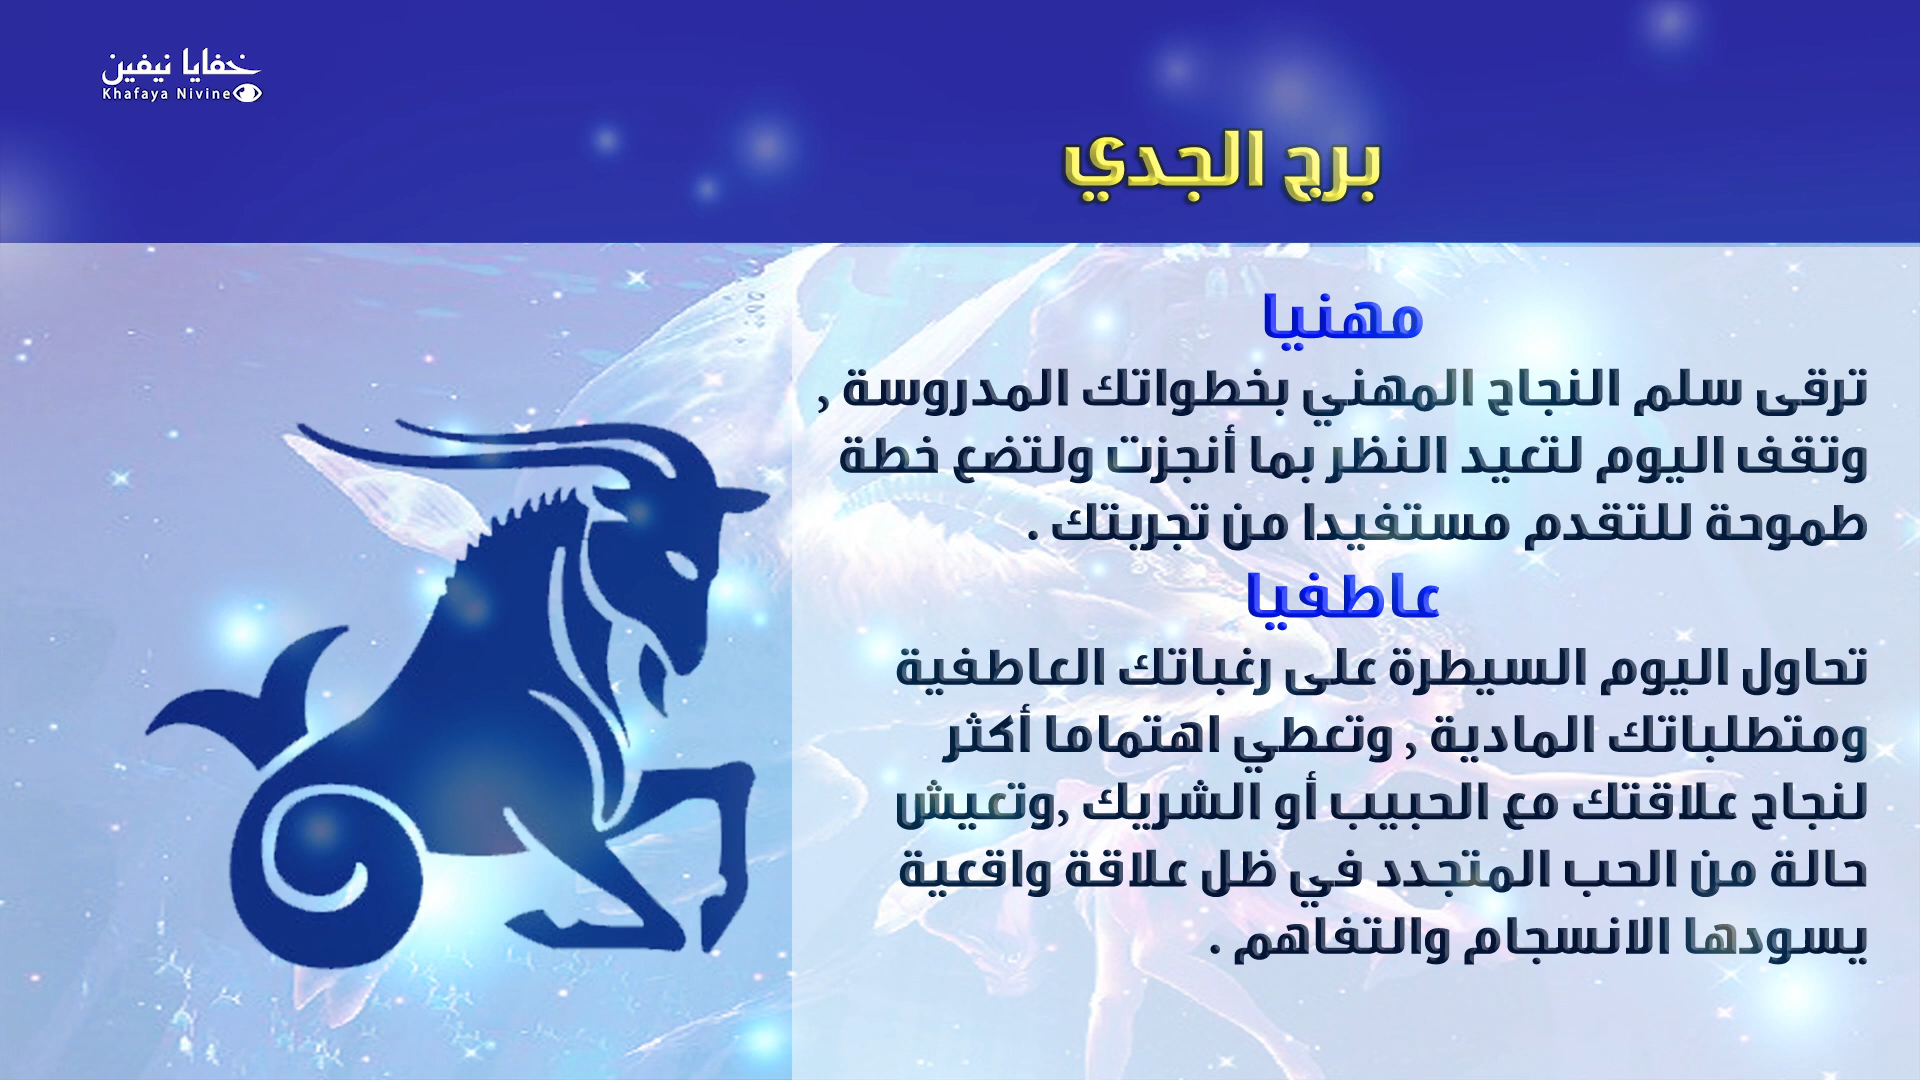 خفايا نيفين
Khafaya Nivine
برج الجدي
مهنيا
ترقى سلم النجاح المهني بخطواتك المدروسة ,
وتقف اليوم لتعيد النظر بما أنجزت ولتضع خطة
طموحة للتقدم مستفيدا من تجربتك .
عاطفيا
تحاول اليوم السيطرة على رغباتك العاطفية
ومتطلباتك المادية , وتعطي اهتماما أكثر
لنجاح علاقتك مع الحبيب أو الشريك ,وتعيش
حالة من الحب المتجدد في ظل علاقة واقعية
يسودها الانسجام والتفاهم .